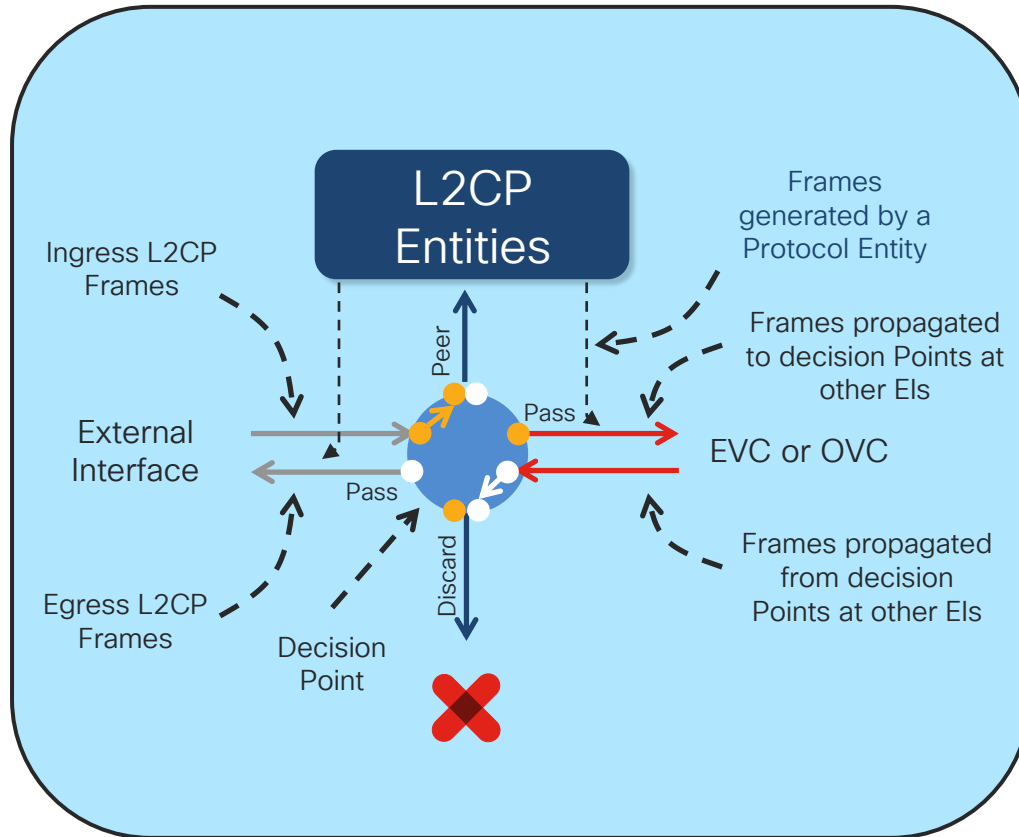 L2CP
Entities
Frames
generated by a
Protocol Entity
Ingress L2CP
Frames
Peer
Frames propagated
to decision Points at
other EIs
Pass
External
Interface
EVC or OVC
Pass
Discard
Frames propagated
from decision
Points at other EIs
Egress L2CP
Frames
Decision
Point